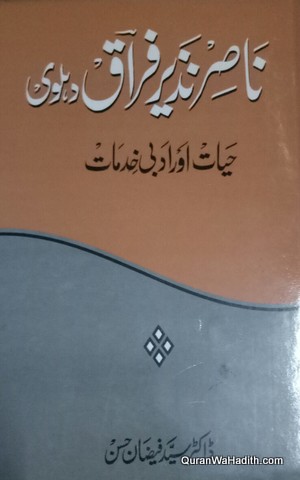 ناصر نذیر فراق دہلوی
حیات اور ادبی خدمات
ڈاکٹر سید فیضان حسن
QuranWaHadith.com